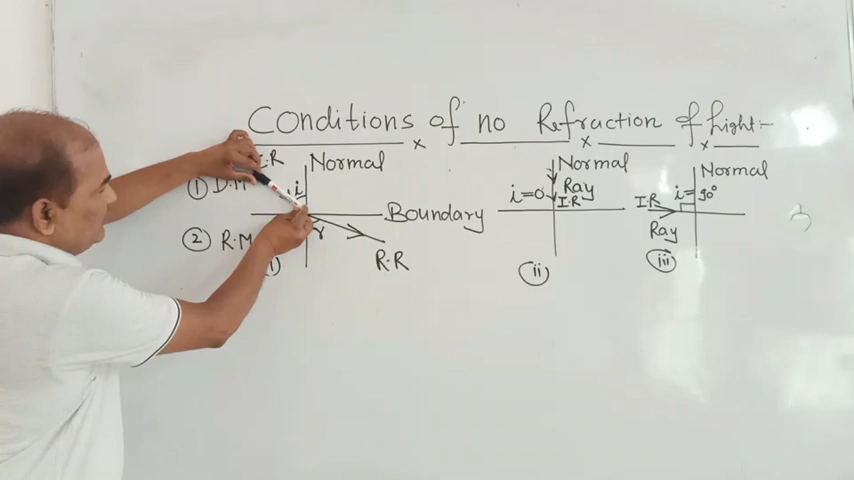 Conditions of no Refraction of Light:-
I.R Normal
① D.M i
Boundary
② R.M r
R.R
Normal
i=0 Ray
I.R
(ii)
Normal
I.R i= 90°
Ray
(iii)